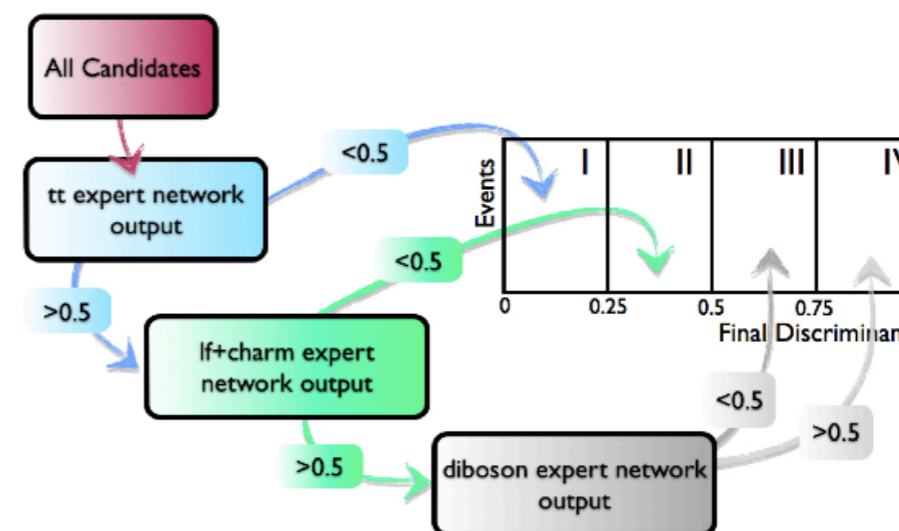 All Candidates
tt expert network
output
<0.5
>0.5
lf+charm expert
network output
<0.5
>0.5
diboson expert network
output
<0.5
>0.5
Events
I
II
III
0
0.25
0.5
0.75
Final